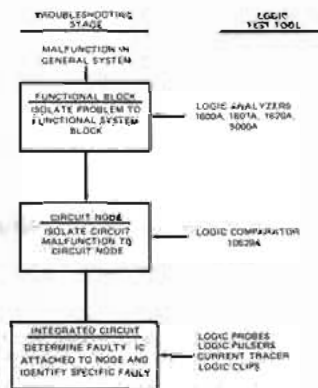 TROUBLESHOOTING
STAGE
LOGIC
TEST TOOL
MALFUNCTION IN
GENERAL SYSTEM
FUNCTIONAL BLOCK
ISOLATE PROBLEM TO
FUNCTIONAL SYSTEM
BLOCK
LOGIC ANALYZERS
1600A, 1607A, 1620A,
5000A
CIRCUIT NODE
ISOLATE CIRCUIT
MALFUNCTION TO
CIRCUIT NODE
LOGIC COMPARATOR
10529A
INTEGRATED CIRCUIT
DETERMINE FAULTY IC
ATTACHED TO NODE AND
IDENTIFY SPECIFIC FAULT
LOGIC PROBES
LOGIC PULSERS
CURRENT TRACER
LOGIC CLIPS